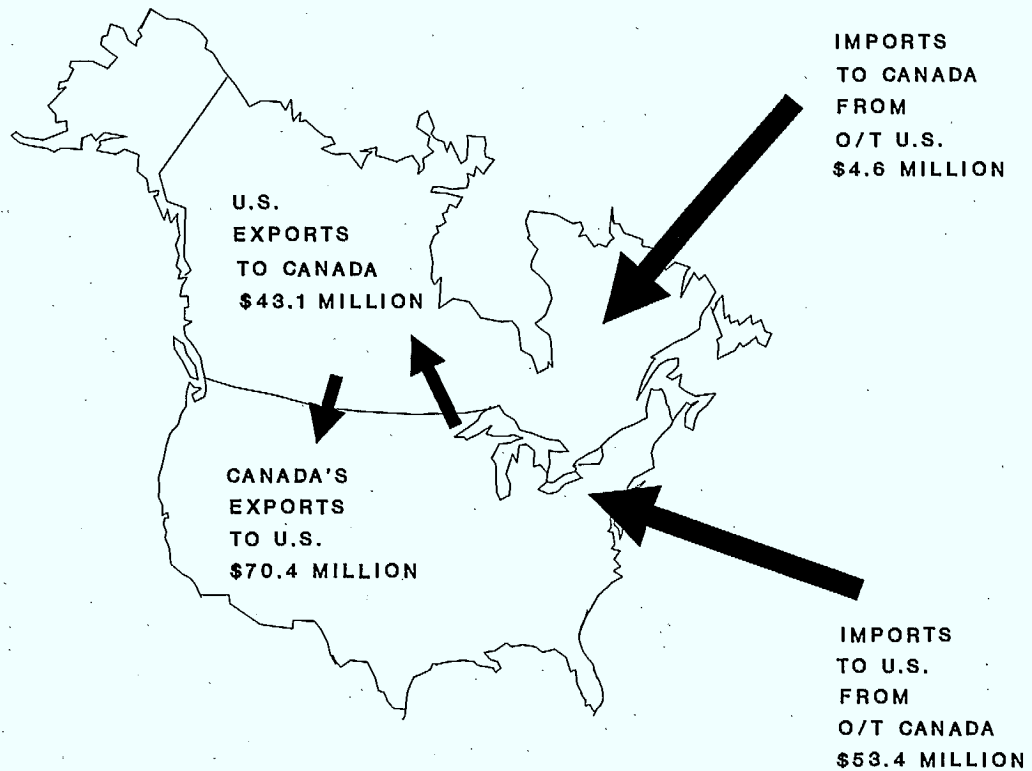 IMPORTS
TO CANADA
FROM
O/T U.S.
$4.6 MILLION
U.S.
EXPORTS
TO CANADA
$43.1 MILLION
CANADA'S
EXPORTS
TO U.S.
$70.4 MILLION
IMPORTS
TO U.S.
FROM
O/T CANADA
$53.4 MILLION